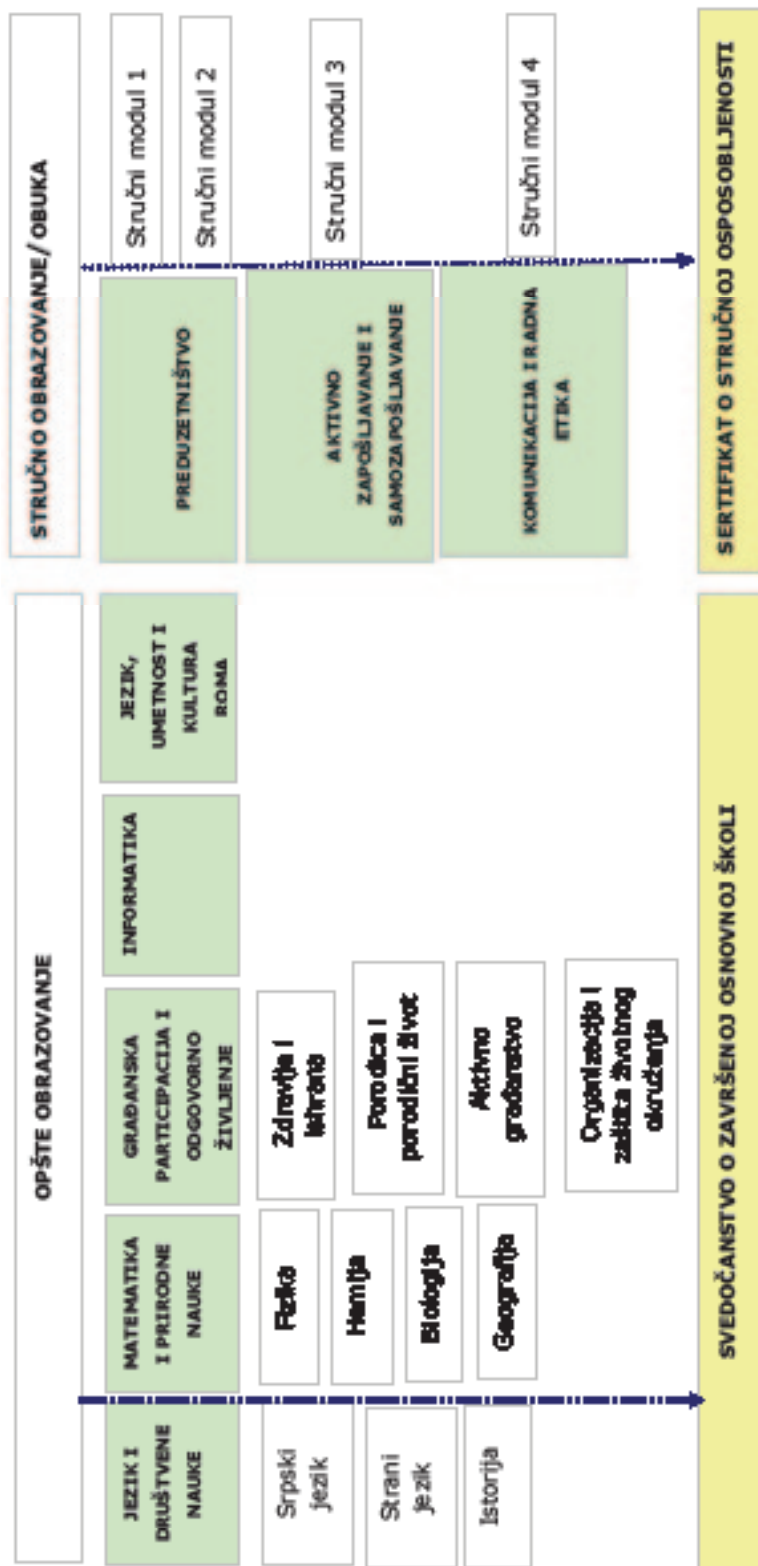 OPŠTE OBRAZOVANJE
JEZIK I
DRUŠTVENE
NAUKE
Srpski
jezik
Strani
jezik
Istorija
MATEMATIKA
I PRIRODNE
NAUKE
Fizika
Hemija
Biologija
Geografija
GRAĐANSKA
PARTICIPACIJA I
ODGOVORNO
ŽIVLJENJE
Zdravlje i
ishrana
Porodica i
porodični život
Aktivno
građanstvo
Organizacija i
zaštita životnog
okruženja
INFORMATIKA
JEZIK,
UMETNOST I
KULTURA
ROMA
SVEDOČANSTVO O ZAVRŠENOJ OSNOVNOJ ŠKOLI
STRUČNO OBRAZOVANJE/OBUKA
PREDUZETNIŠTVO
AKTIVNO
ZAPOŠLJAVANJE I
SAMOZAPOŠLJAVANJE
KOMUNIKACIJA I RADNA
ETIKA
Stručni modul 1
Stručni modul 2
Stručni modul 3
Stručni modul 4
SERTIFIKAT O STRUČNOJ OSPOSOBLJENOSTI